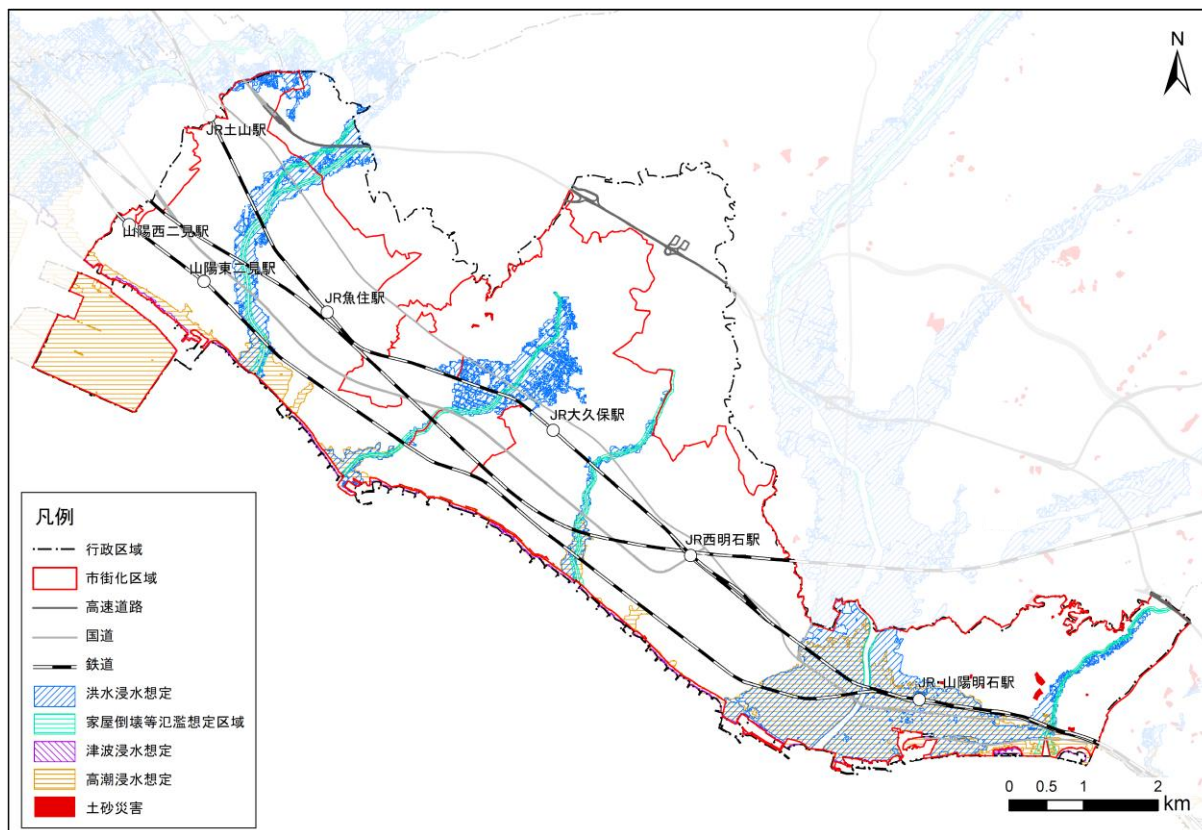 N
JR土山駅
山陽西二見駅
山陽東二見駅
JR魚住駅
JR大久保駅
JR西明石駅
JR・山陽明石駅
凡例
行政区域
市街化区域
高速道路
国道
鉄道
洪水浸水想定
家屋倒壊等氾濫想定区域
津波浸水想定
高潮浸水想定
土砂災害
0 0.5 1 2
km